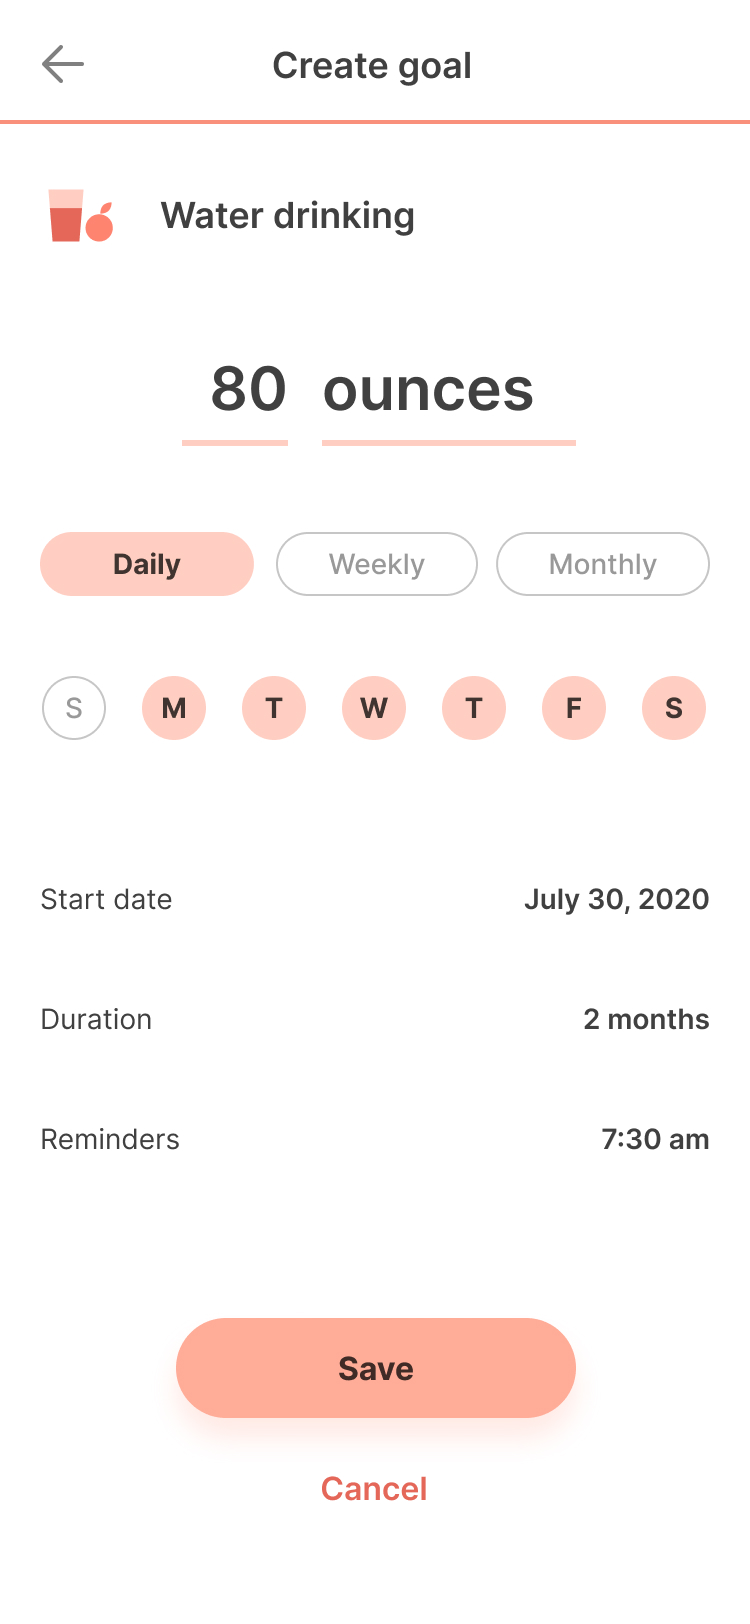 Create goal
Water drinking
80 ounces
Daily Weekly Monthly
S M T W T F S
Start date July 30, 2020
Duration 2 months
Reminders 7:30 am
Save
Cancel